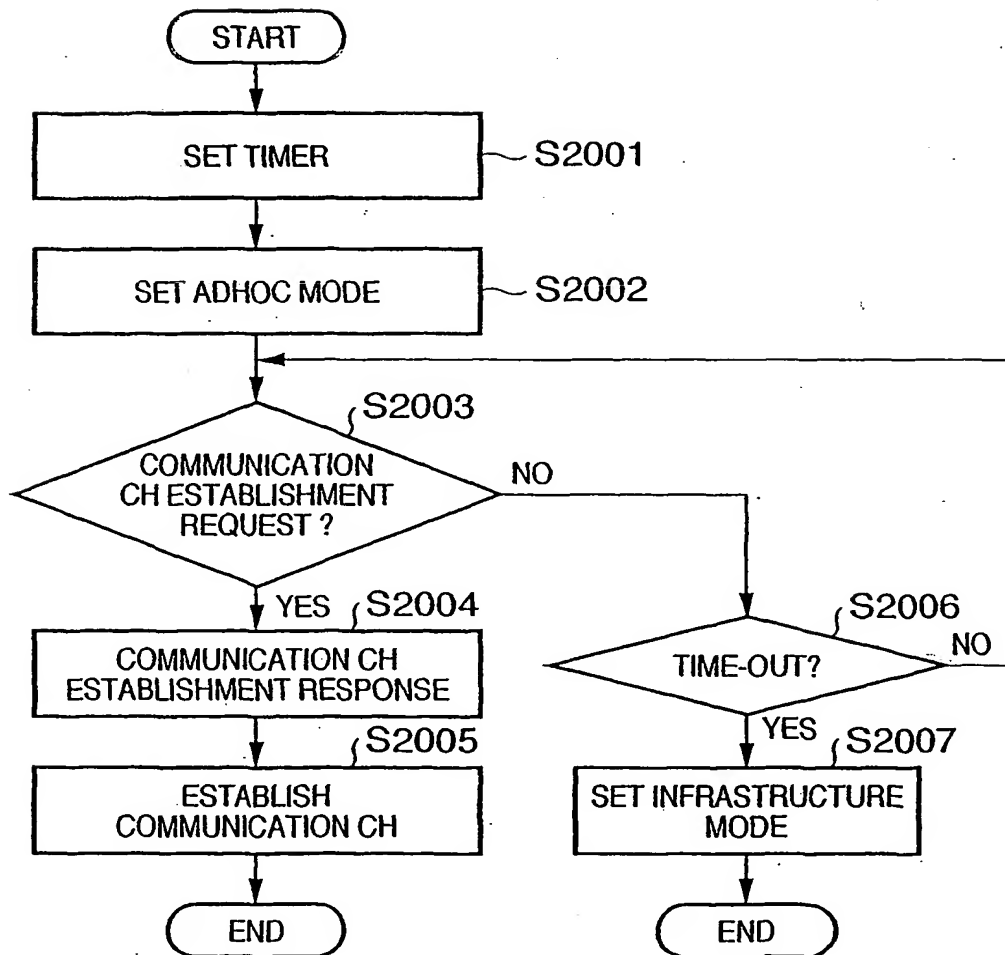 START
SET TIMER
S2001
SET ADHOC MODE
S2002
S2003
COMMUNICATION
CH ESTABLISHMENT
REQUEST ?
NO
YES
S2004
COMMUNICATION CH
ESTABLISHMENT RESPONSE
S2005
ESTABLISH
COMMUNICATION CH
END
S2006
TIME-OUT?
NO
YES
S2007
SET INFRASTRUCTURE
MODE
END